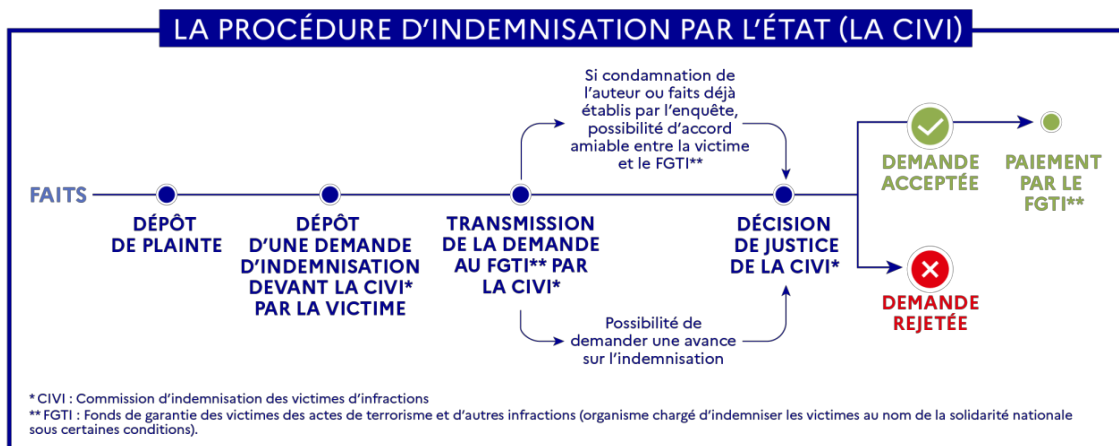 LA PROCÉDURE D'INDEMNISATION PAR L'ÉTAT (LA CIVI)
Si condamnation de
l'auteur ou faits déjà
établis par l'enquête,
possibilité d'accord
amiable entre la victime
et le FGTI**
FAITS
DÉPÔT
DE PLAINTE
DÉPÔT
D'UNE DEMANDE
D'INDEMNISATION
DEVANT LA CIVI*
PAR LA VICTIME
TRANSMISSION
DE LA DEMANDE
AU FGTI** PAR
LA CIVI*
Possibilité de
demander une avance
sur l'indemnisation
DÉCISION
DE JUSTICE
DE LA CIVI*
DEMANDE
ACCEPTÉE
PAIEMENT
PAR LE
FGTI**
DEMANDE
REJETÉE
* CIVI : Commission d'indemnisation des victimes d'infractions
** FGTI : Fonds de garantie des victimes des actes de terrorisme et d'autres infractions (organisme chargé d'indemniser les victimes au nom de la solidarité nationale
sous certaines conditions).